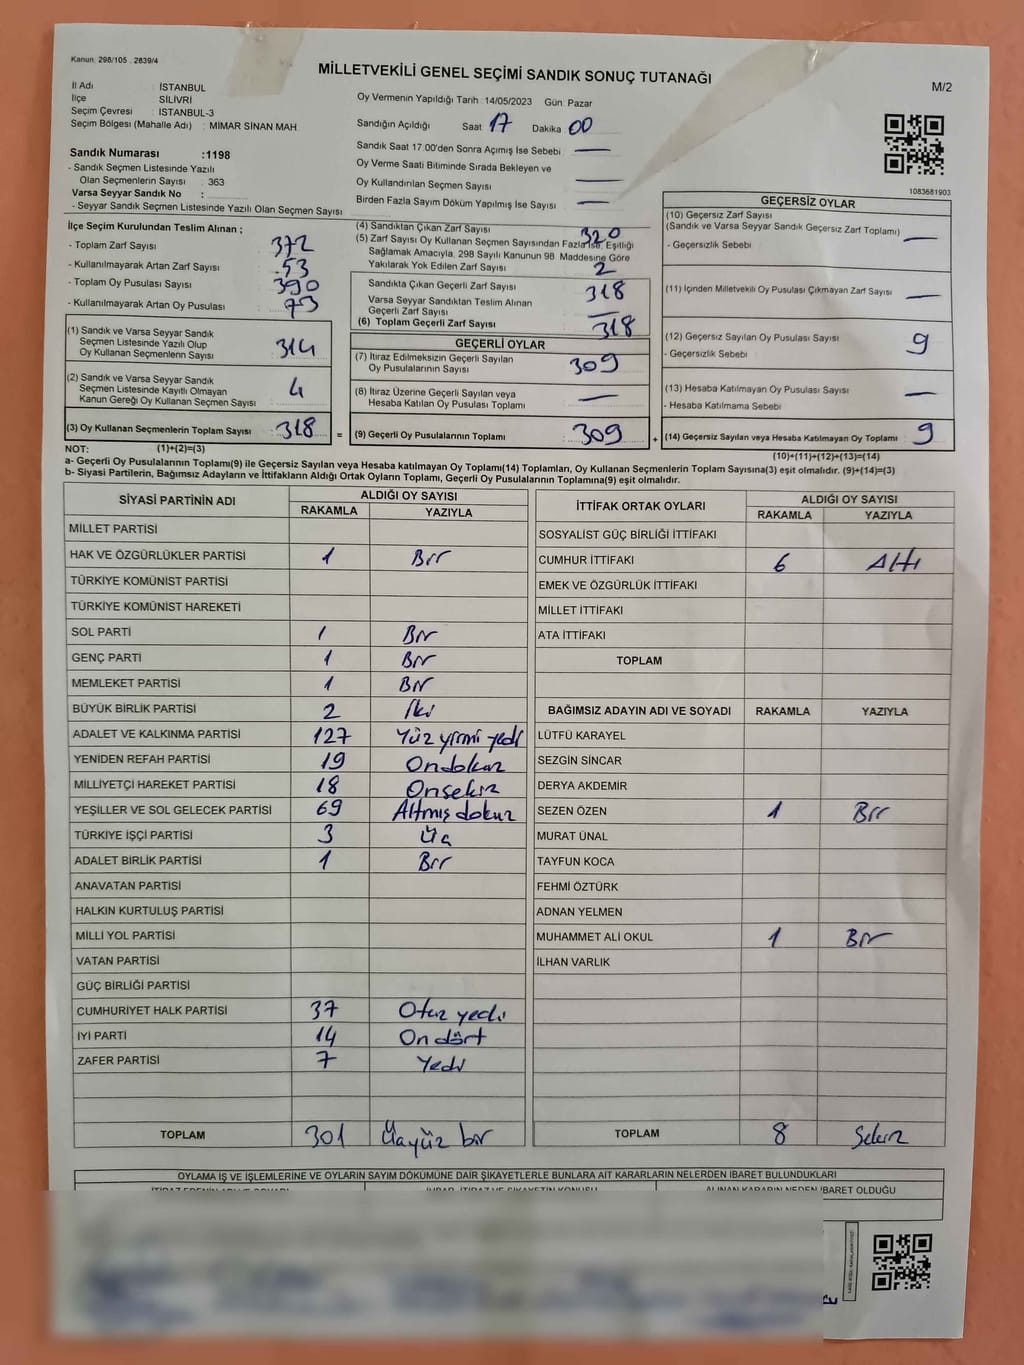 Kanun: 298/105 , 2839/4
MİLLETVEKİLİ GENEL SEÇİMİ SANDIK SONUÇ TUTANAĞI
M/2
İl Adı : İSTANBUL
İlçe SİLİVRİ
Seçim Çevresi : İSTANBUL-3
Seçim Bölgesi (Mahalle Adı) : MİMAR SİNAN MAH.
Sandık Numarası :1198
- Sandık Seçmen Listesinde Yazılı
Olan Seçmenlerin Sayısı : 363
Varsa Seyyar Sandık No :
- Seyyar Sandık Seçmen Listesinde Yazılı Olan Seçmen Sayısı :
Oy Vermenin Yapıldığı Tarih : 14/05/2023 Gün: Pazar
Sandığın Açıldığı Saat 17 Dakika 00
Sandık Saat 17.00'den Sonra Açımış İse Sebebi : —
Oy Verme Saati Bitiminde Sırada Bekleyen ve
Oy Kullandırılan Seçmen Sayısı —
Birden Fazla Sayım Döküm Yapılmış İse Sayısı : —
1083681903
İlçe Seçim Kurulundan Teslim Alınan ;
- Toplam Zarf Sayısı 372
- Kullanılmayarak Artan Zarf Sayısı 53
- Toplam Oy Pusulası Sayısı 390
- Kullanılmayarak Artan Oy Pusulası 73
(1) Sandık ve Varsa Seyyar Sandık
Seçmen Listesinde Yazılı Olup
Oy Kullanan Seçmenlerin Sayısı 314
(2) Sandık ve Varsa Seyyar Sandık
Seçmen Listesinde Kayıtlı Olmayan
Kanun Gereği Oy Kullanan Seçmen Sayısı 4
(3) Oy Kullanan Seçmenlerin Toplam Sayısı 318
(4) Sandıktan Çıkan Zarf Sayısı 320
(5) Zarf Sayısı Oy Kullanan Seçmen Sayısından Fazla İse, Eşitliği
Sağlamak Amacıyla, 298 Sayılı Kanunun 98. Maddesine Göre
Yakılarak Yok Edilen Zarf Sayısı 2
Sandıkta Çıkan Geçerli Zarf Sayısı 318
Varsa Seyyar Sandıktan Teslim Alınan
Geçerli Zarf Sayısı —
(6) Toplam Geçerli Zarf Sayısı 318
GEÇERLİ OYLAR
(7) İtiraz Edilmeksizin Geçerli Sayılan
Oy Pusulalarının Sayısı 309
(8) İtiraz Üzerine Geçerli Sayılan veya
Hesaba Katılan Oy Pusulası Toplamı —
= (9) Geçerli Oy Pusulalarının Toplamı 309
GEÇERSİZ OYLAR
(10) Geçersiz Zarf Sayısı
(Sandık ve Varsa Seyyar Sandık Geçersiz Zarf Toplamı) —
- Geçersizlik Sebebi
(11) İçinden Milletvekili Oy Pusulası Çıkmayan Zarf Sayısı —
(12) Geçersiz Sayılan Oy Pusulası Sayısı 9
- Geçersizlik Sebebi
(13) Hesaba Katılmayan Oy Pusulası Sayısı —
- Hesaba Katılmama Sebebi
+ (14) Geçersiz Sayılan veya Hesaba Katılmayan Oy Toplamı 9
NOT: (1)+(2)=(3)
(10)+(11)+(12)+(13)=(14)
a- Geçerli Oy Pusulalarının Toplamı(9) ile Geçersiz Sayılan veya Hesaba katılmayan Oy Toplamı(14) Toplamları, Oy Kullanan Seçmenlerin Toplam Sayısına(3) eşit olmalıdır. (9)+(14)=(3)
b- Siyasi Partilerin, Bağımsız Adayların ve İttifakların Aldığı Ortak Oyların Toplamı, Geçerli Oy Pusulalarının Toplamına(9) eşit olmalıdır.
SİYASİ PARTİNİN ADI ALDIĞI OY SAYISI
RAKAMLA YAZIYLA
MİLLET PARTİSİ
HAK VE ÖZGÜRLÜKLER PARTİSİ 1 Bir
TÜRKİYE KOMÜNİST PARTİSİ
TÜRKİYE KOMÜNİST HAREKETİ
SOL PARTİ 1 Bir
GENÇ PARTİ 1 Bir
MEMLEKET PARTİSİ 1 Bir
BÜYÜK BİRLİK PARTİSİ 2 İki
ADALET VE KALKINMA PARTİSİ 127 Yüz yirmi yedi
YENİDEN REFAH PARTİSİ 19 Ondokuz
MİLLİYETÇİ HAREKET PARTİSİ 18 Onsekiz
YEŞİLLER VE SOL GELECEK PARTİSİ 69 Altmış dokuz
TÜRKİYE İŞÇİ PARTİSİ 3 Üç
ADALET BİRLİK PARTİSİ 1 Bir
ANAVATAN PARTİSİ
HALKIN KURTULUŞ PARTİSİ
MİLLİ YOL PARTİSİ
VATAN PARTİSİ
GÜÇ BİRLİĞİ PARTİSİ
CUMHURİYET HALK PARTİSİ 37 Otuz yedi
İYİ PARTİ 14 On dört
ZAFER PARTİSİ 7 Yedi
TOPLAM 301 Üçyüz bir
İTTİFAK ORTAK OYLARI ALDIĞI OY SAYISI
RAKAMLA YAZIYLA
SOSYALİST GÜÇ BİRLİĞİ İTTİFAKI
CUMHUR İTTİFAKI 6 Altı
EMEK VE ÖZGÜRLÜK İTTİFAKI
MİLLET İTTİFAKI
ATA İTTİFAKI
TOPLAM
BAĞIMSIZ ADAYIN ADI VE SOYADI RAKAMLA YAZIYLA
LÜTFÜ KARAYEL
SEZGİN SİNCAR
DERYA AKDEMİR
SEZEN ÖZEN 1 Bir
MURAT ÜNAL
TAYFUN KOCA
FEHMİ ÖZTÜRK
ADNAN YELMEN
MUHAMMET ALİ OKUL 1 Bir
İLHAN VARLIK
TOPLAM 8 Sekiz
OYLAMA İŞ VE İŞLEMLERİNE VE OYLARIN SAYIM DÖKÜMÜNE DAİR ŞİKAYETLERLE BUNLARA AİT KARARLARIN NELERDEN İBARET BULUNDUKLARI
ALINAN KARARIN NEDEN İBARET OLDUĞU